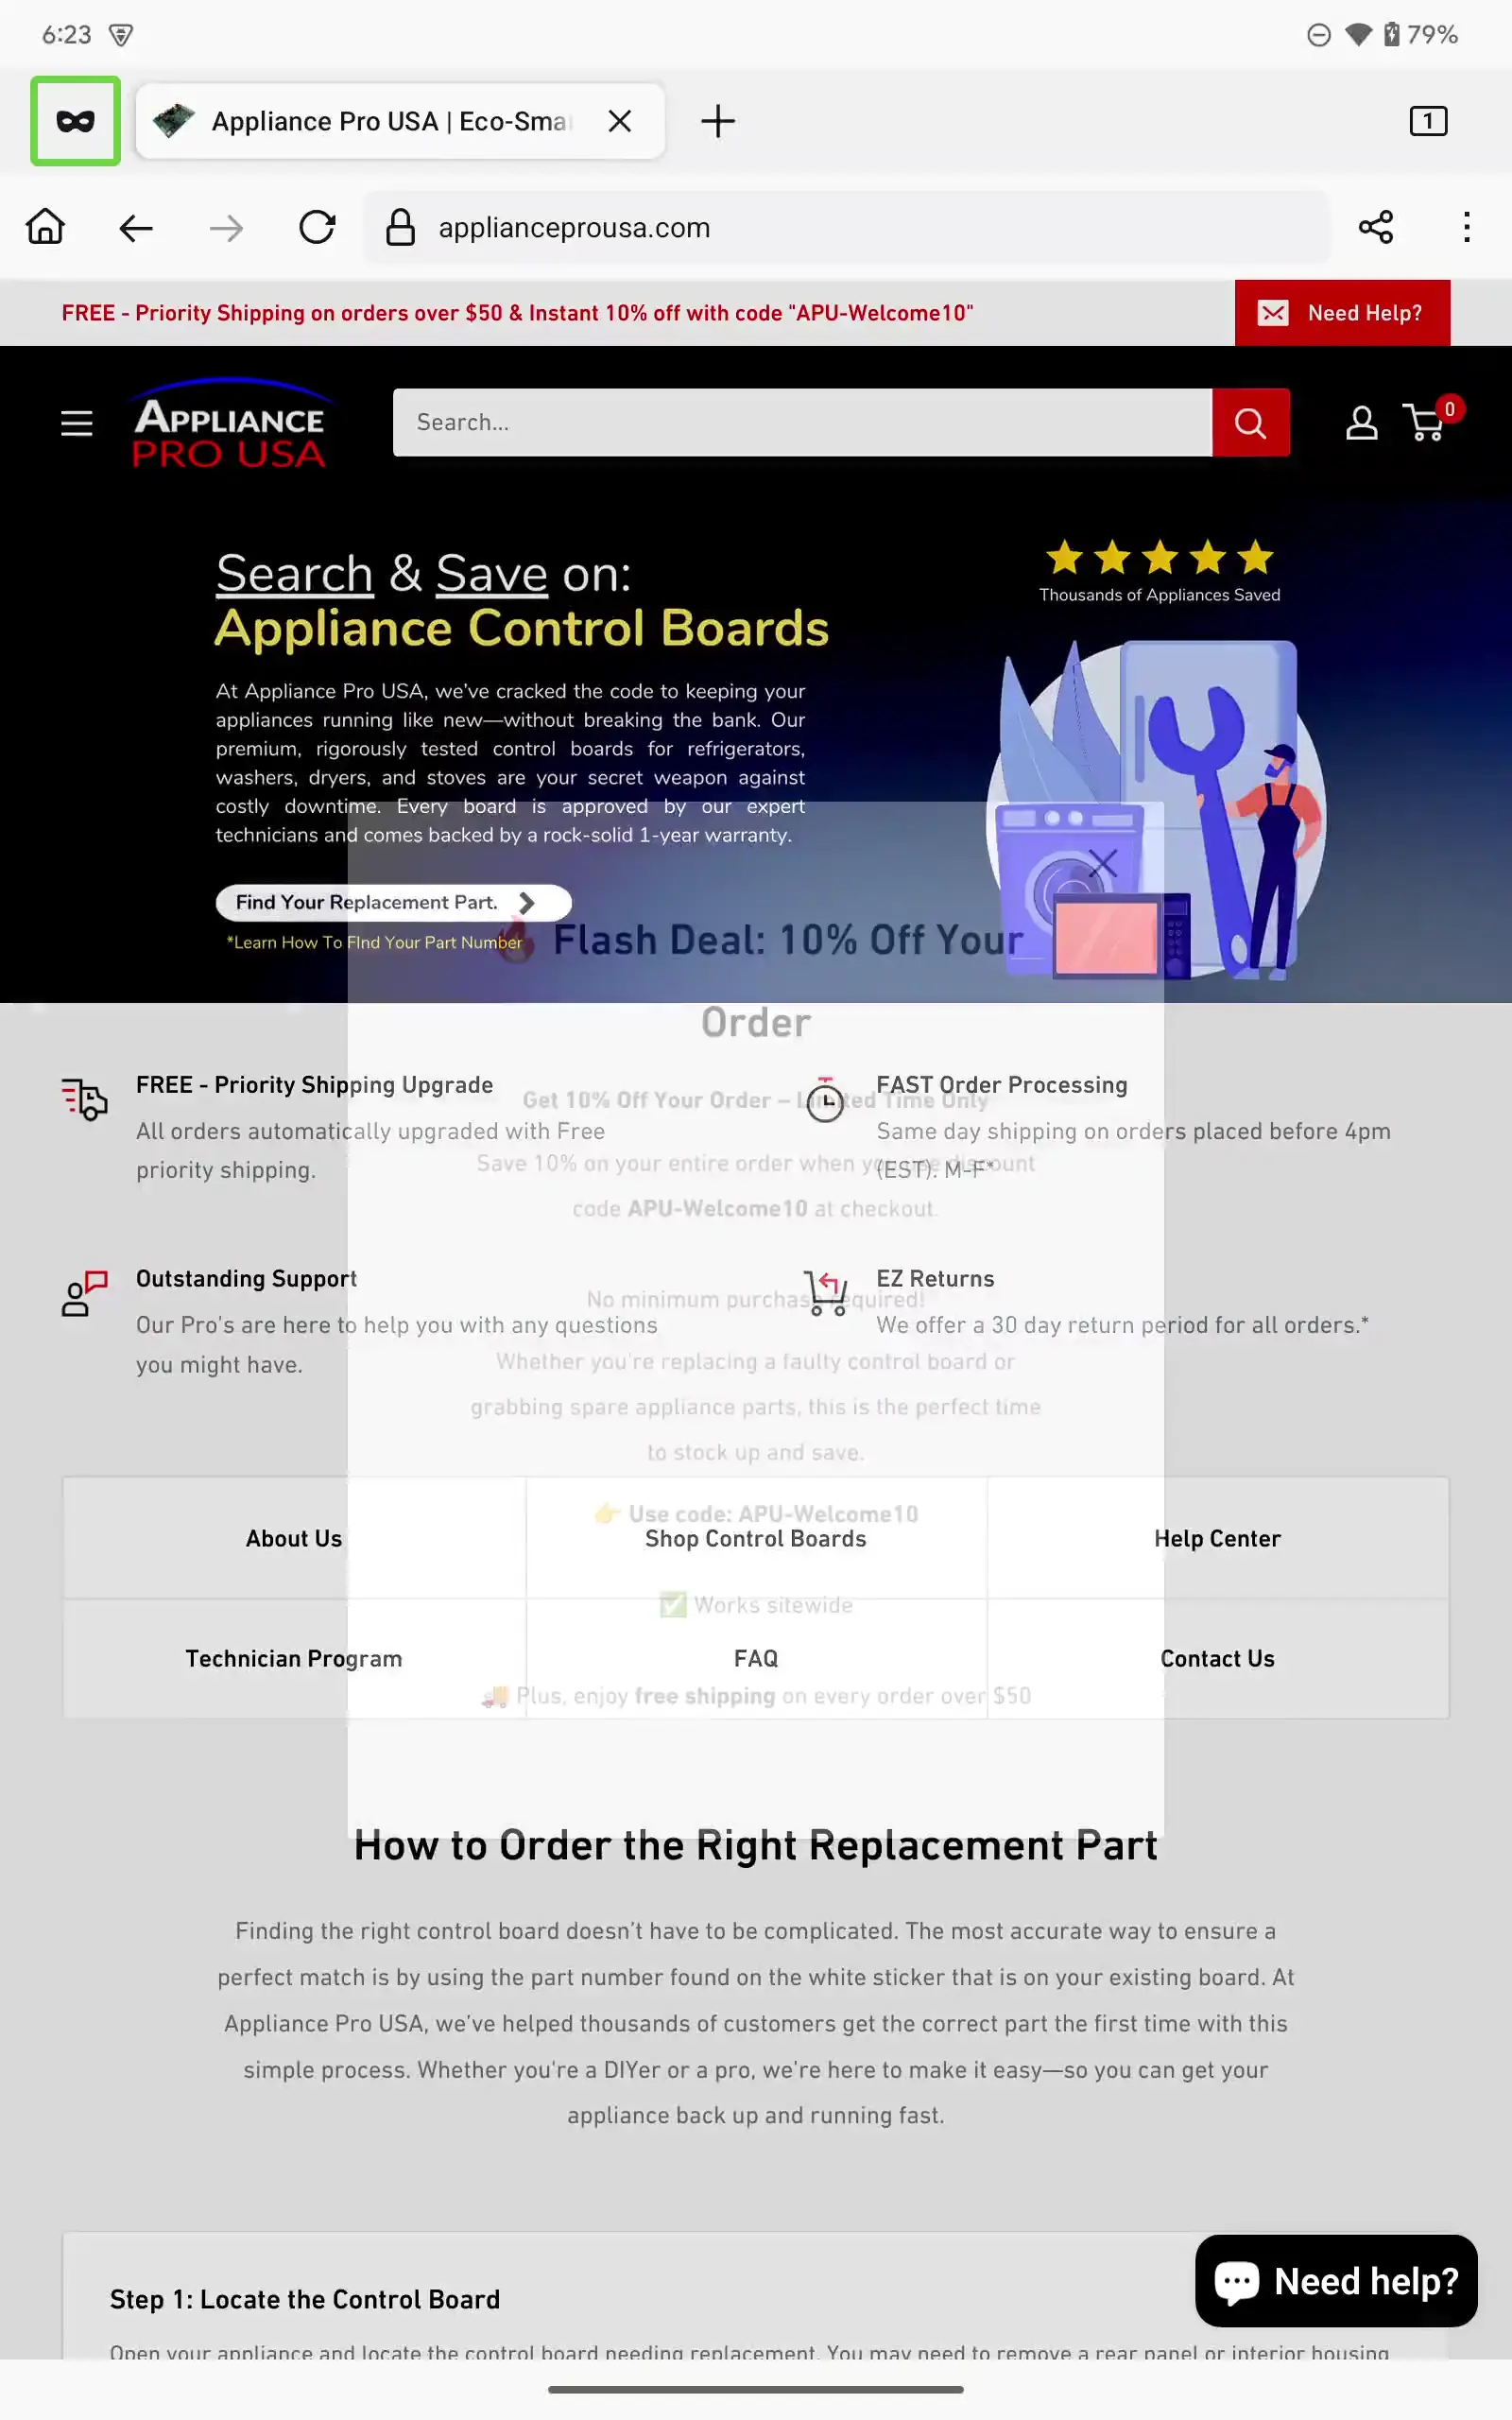 6:23
79%
Appliance Pro USA | Eco-Sma
1
applianceprousa.com
FREE - Priority Shipping on orders over $50 & Instant 10% off with code "APU-Welcome10"
Need Help?
APPLIANCE
PRO USA
Search...
0
Search & Save on:
Appliance Control Boards
Thousands of Appliances Saved
At Appliance Pro USA, we've cracked the code to keeping your
appliances running like new—without breaking the bank. Our
premium, rigorously tested control boards for refrigerators,
washers, dryers, and stoves are your secret weapon against
costly downtime. Every board is approved by our expert
technicians and comes backed by a rock-solid 1-year warranty.
Find Your Replacement Part.
*Learn How To FInd Your Part Number
Flash Deal: 10% Off Your
Order
FREE - Priority Shipping Upgrade
All orders automatically upgraded with Free
priority shipping.
FAST Order Processing
Same day shipping on orders placed before 4pm
(EST). M-F*
Get 10% Off Your Order – Limited Time Only
Save 10% on your entire order when you use discount
code APU-Welcome10 at checkout.
Outstanding Support
Our Pro's are here to help you with any questions
you might have.
EZ Returns
We offer a 30 day return period for all orders.*
No minimum purchase required!
Whether you're replacing a faulty control board or
grabbing spare appliance parts, this is the perfect time
to stock up and save.
👉 Use code: APU-Welcome10
✅ Works sitewide
🚚 Plus, enjoy free shipping on every order over $50
About Us
Shop Control Boards
Help Center
Technician Program
FAQ
Contact Us
How to Order the Right Replacement Part
Finding the right control board doesn't have to be complicated. The most accurate way to ensure a
perfect match is by using the part number found on the white sticker that is on your existing board. At
Appliance Pro USA, we've helped thousands of customers get the correct part the first time with this
simple process. Whether you're a DIYer or a pro, we're here to make it easy—so you can get your
appliance back up and running fast.
Step 1: Locate the Control Board
Open your appliance and locate the control board needing replacement. You may need to remove a rear panel or interior housing
Need help?